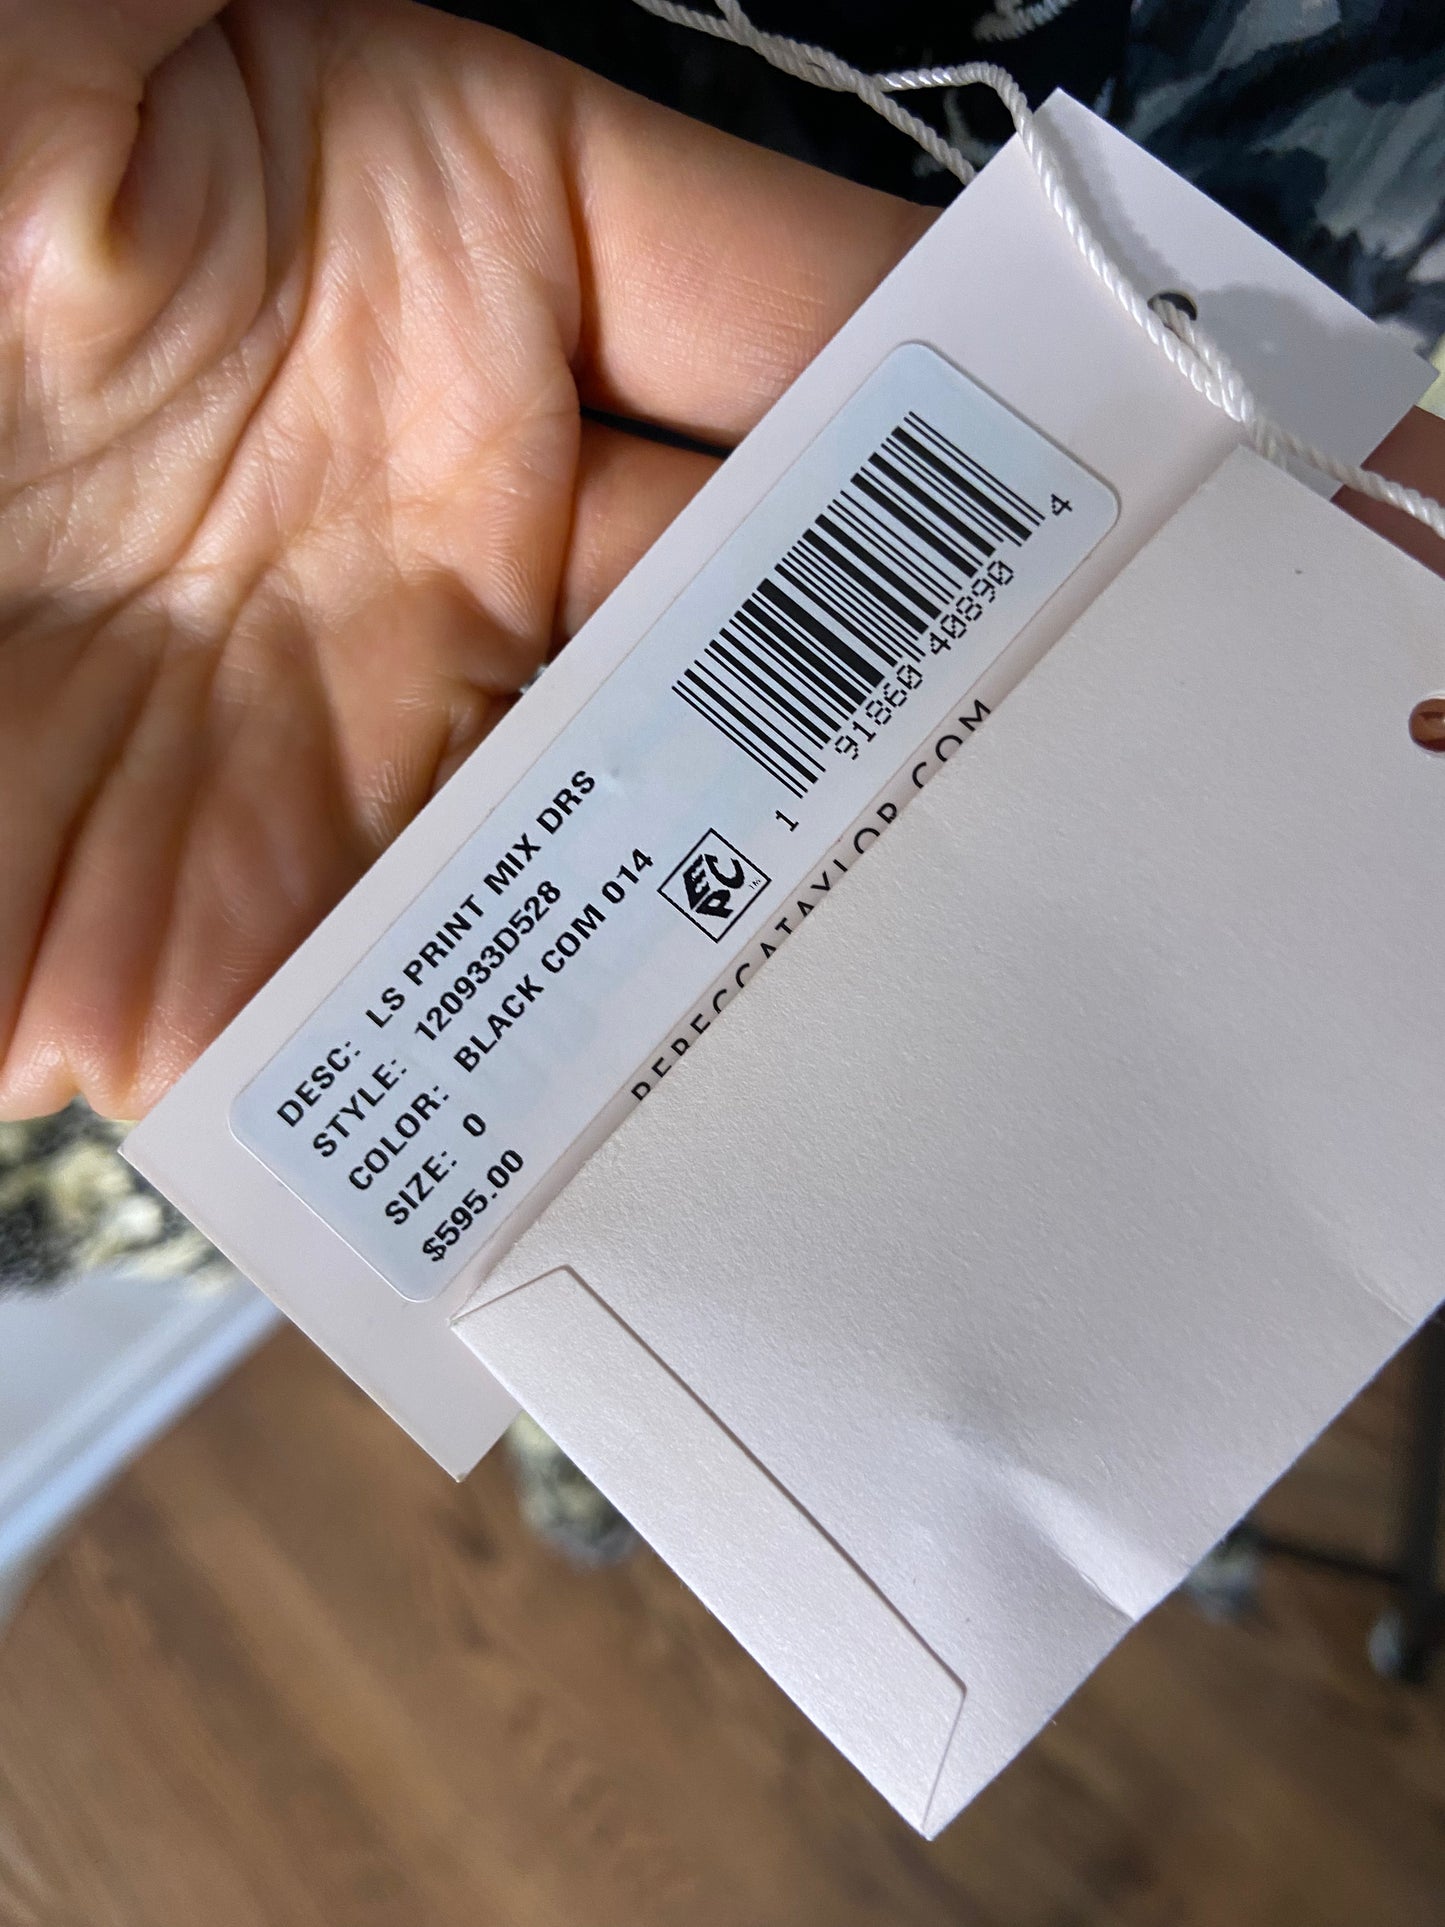 DESC: LS PRINT MIX DRS
STYLE: 120933D528
COLOR: BLACK COM 014
SIZE: 0
$595.00
EPC
1 91860 40890 4
REBECCATAYLOR.COM